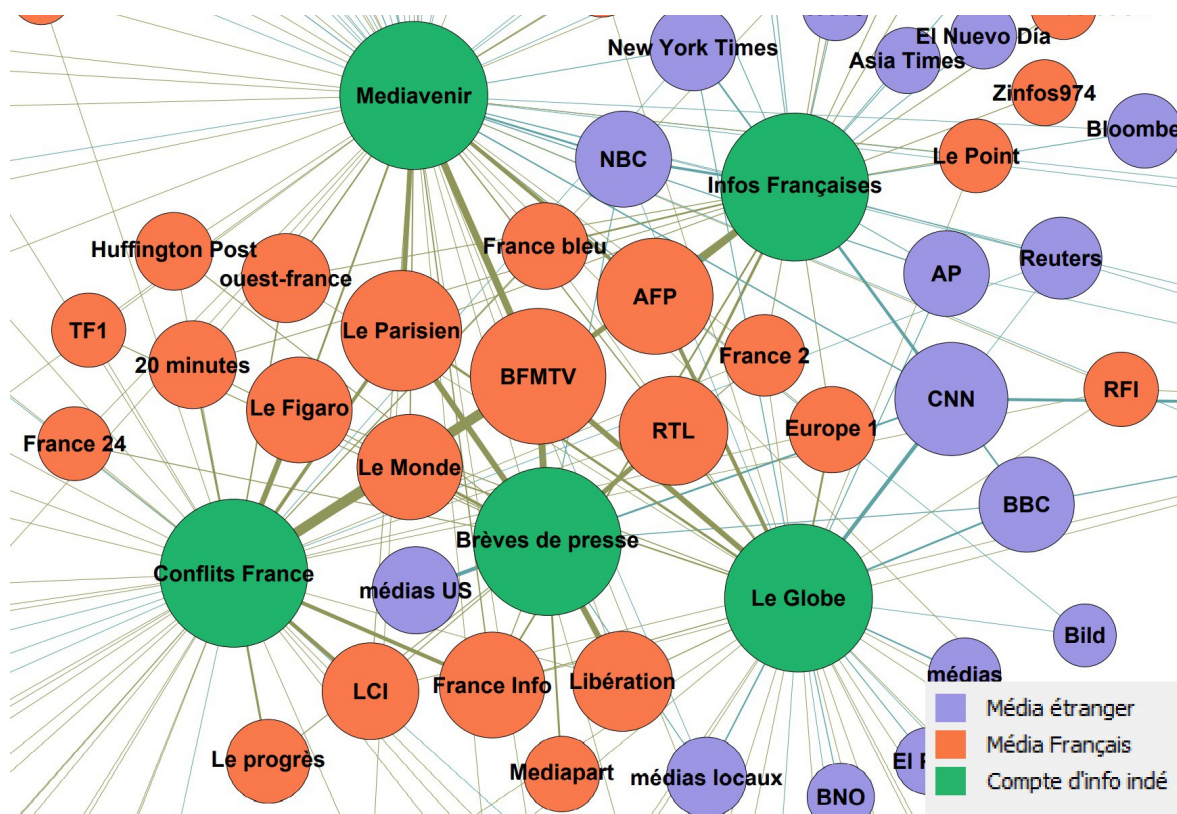 New York Times
El Nuevo Día
Asia Times
Mediavenir
Zinfos974
Bloombe
NBC
Le Point
Infos Françaises
Huffington Post
France bleu
ouest-france
AP
Reuters
AFP
TF1
Le Parisien
20 minutes
France 2
BFMTV
RFI
CNN
Le Figaro
RTL
Europe 1
France 24
Le Monde
BBC
Brèves de presse
Conflits France
médias US
Le Globe
Bild
médias
France Info
Libération
LCI
Média étranger
Média Français
Compte d'info indé
Le progrès
Mediapart
médias locaux
El
BNO